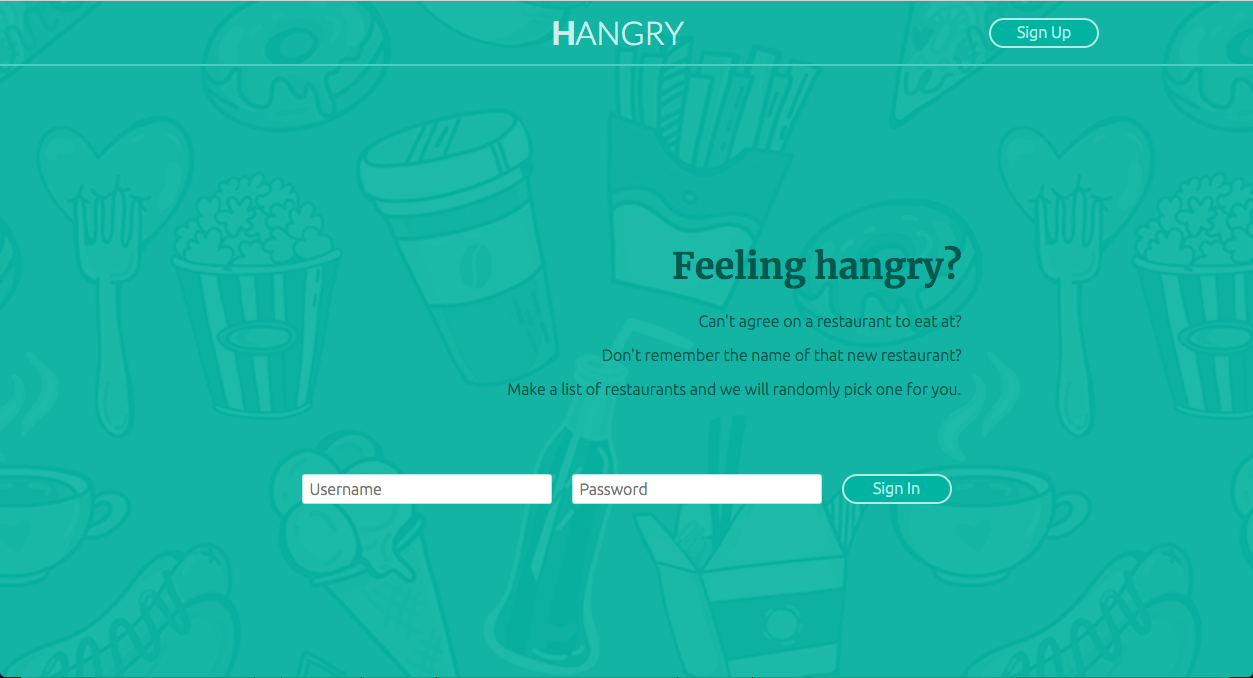 HANGRY
Sign Up
Feeling hangry?
Can't agree on a restaurant to eat at?
Don't remember the name of that new restaurant?
Make a list of restaurants and we will randomly pick one for you.
Username
Password
Sign In